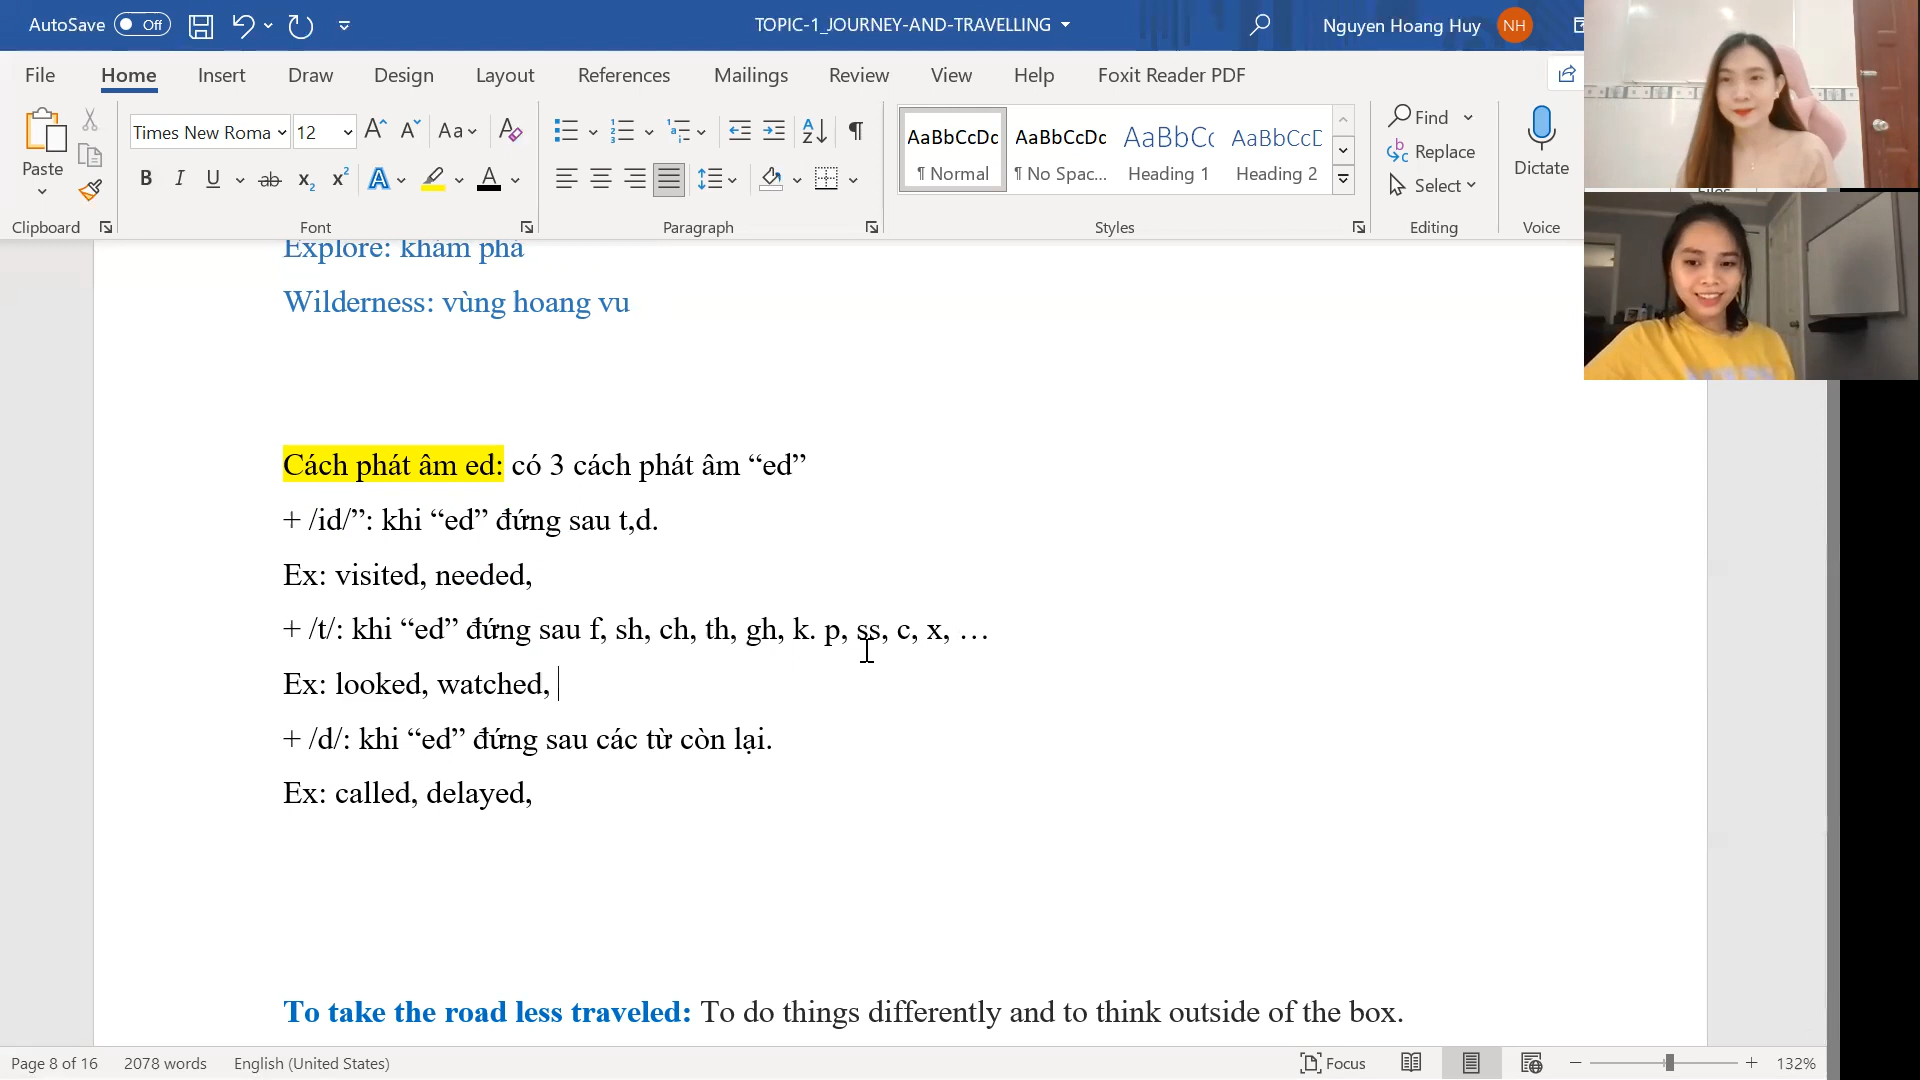 AutoSave Off TOPIC-1_JOURNEY-AND-TRAVELLING Nguyen Hoang Huy NH
File Home Insert Draw Design Layout References Mailings Review View Help Foxit Reader PDF
Times New Roma 12 Aa
Paste
B I U ab x₂ x² A A
AaBbCcDc AaBbCcDc AaBbCc AaBbCcD
¶ Normal ¶ No Spac... Heading 1 Heading 2
Find
Replace
Select
Dictate
Clipboard Font Paragraph Styles Editing Voice
Explore: khám phá
Wilderness: vùng hoang vu
Cách phát âm ed: có 3 cách phát âm “ed”
+ /id/”: khi “ed” đứng sau t,d.
Ex: visited, needed,
+ /t/: khi “ed” đứng sau f, sh, ch, th, gh, k. p, ss, c, x, …
Ex: looked, watched,
+ /d/: khi “ed” đứng sau các từ còn lại.
Ex: called, delayed,
To take the road less traveled: To do things differently and to think outside of the box.
Page 8 of 16 2078 words English (United States) Focus 132%